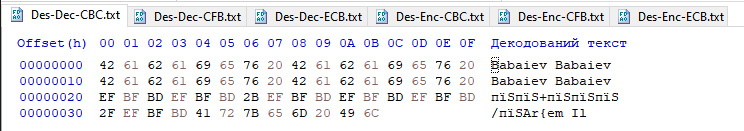 Des-Dec-CBC.txt Des-Dec-CFB.txt Des-Dec-ECB.txt Des-Enc-CBC.txt Des-Enc-CFB.txt Des-Enc-ECB.txt
Offset(h) 00 01 02 03 04 05 06 07 08 09 0A 0B 0C 0D 0E 0F Декодований текст
00000000 42 61 62 61 69 65 76 20 42 61 62 61 69 65 76 20 Babaiev Babaiev
00000010 42 61 62 61 69 65 76 20 42 61 62 61 69 65 76 20 Babaiev Babaiev
00000020 EF BF BD EF BF BD 2B EF BF BD EF BF BD EF BF BD пїЅпїЅ+пїЅпїЅпїЅ
00000030 2F EF BF BD 41 72 7B 65 6D 20 49 6C /пїЅAr{em Il